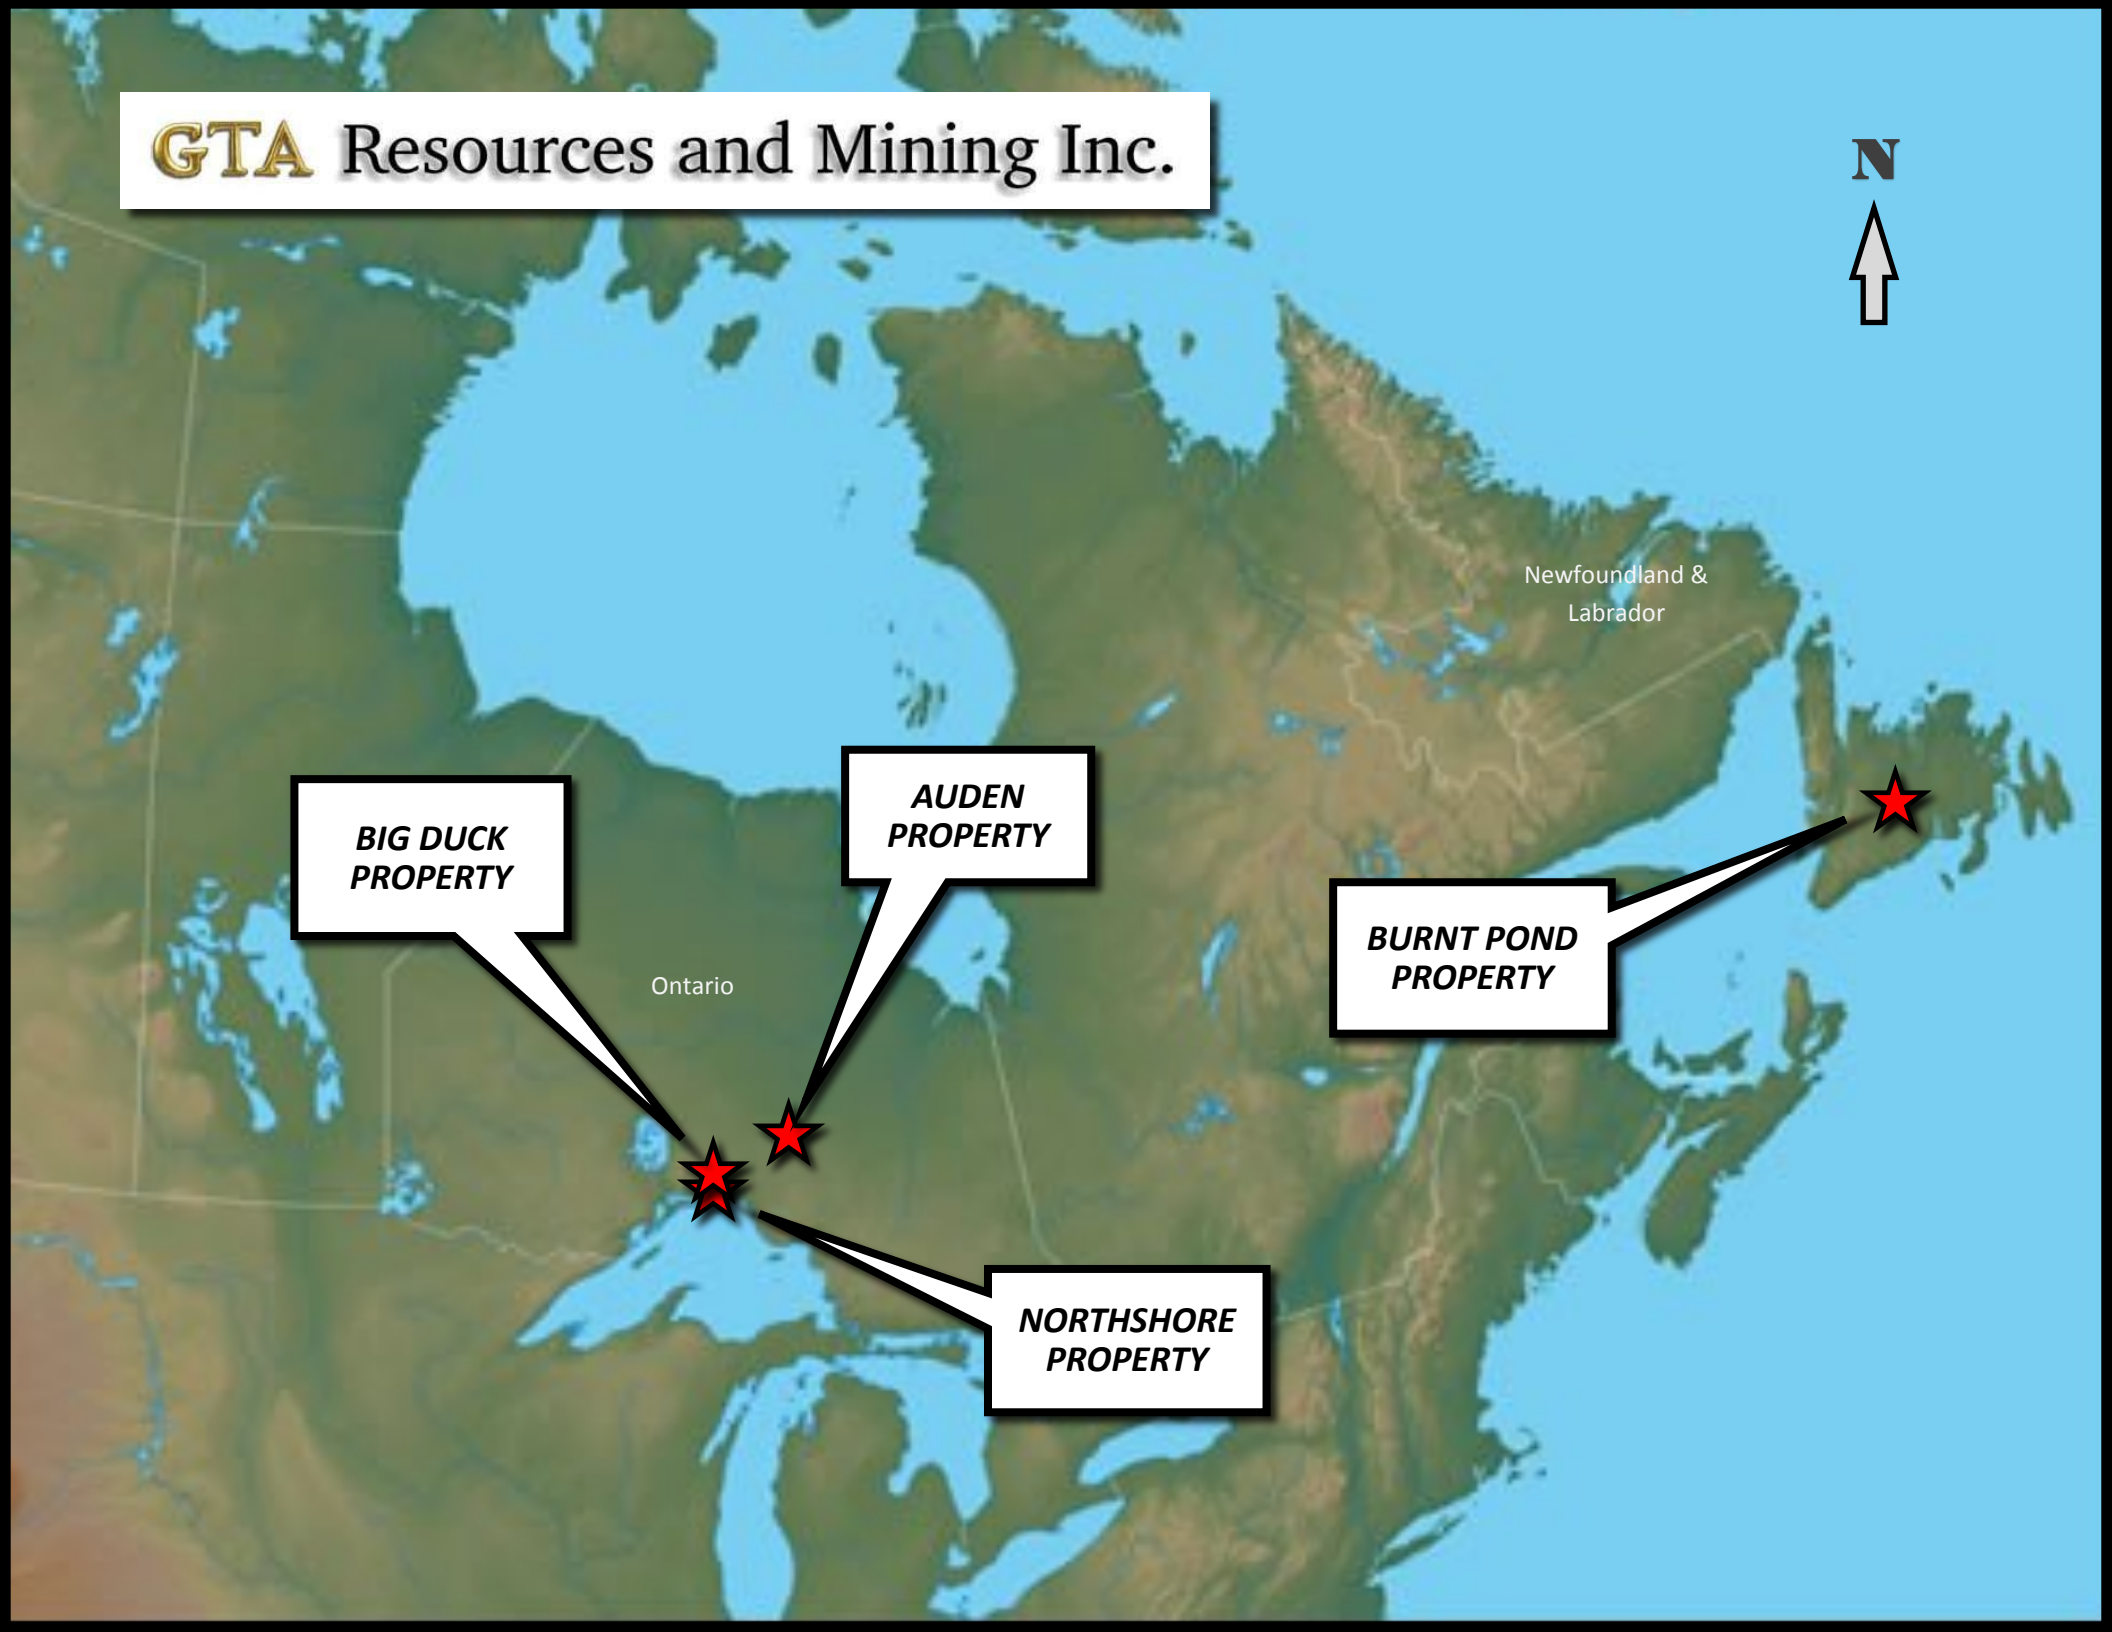 GTA Resources and Mining Inc.
N
Newfoundland &
Labrador
AUDEN
PROPERTY
BIG DUCK
PROPERTY
BURNT POND
PROPERTY
Ontario
NORTHSHORE
PROPERTY